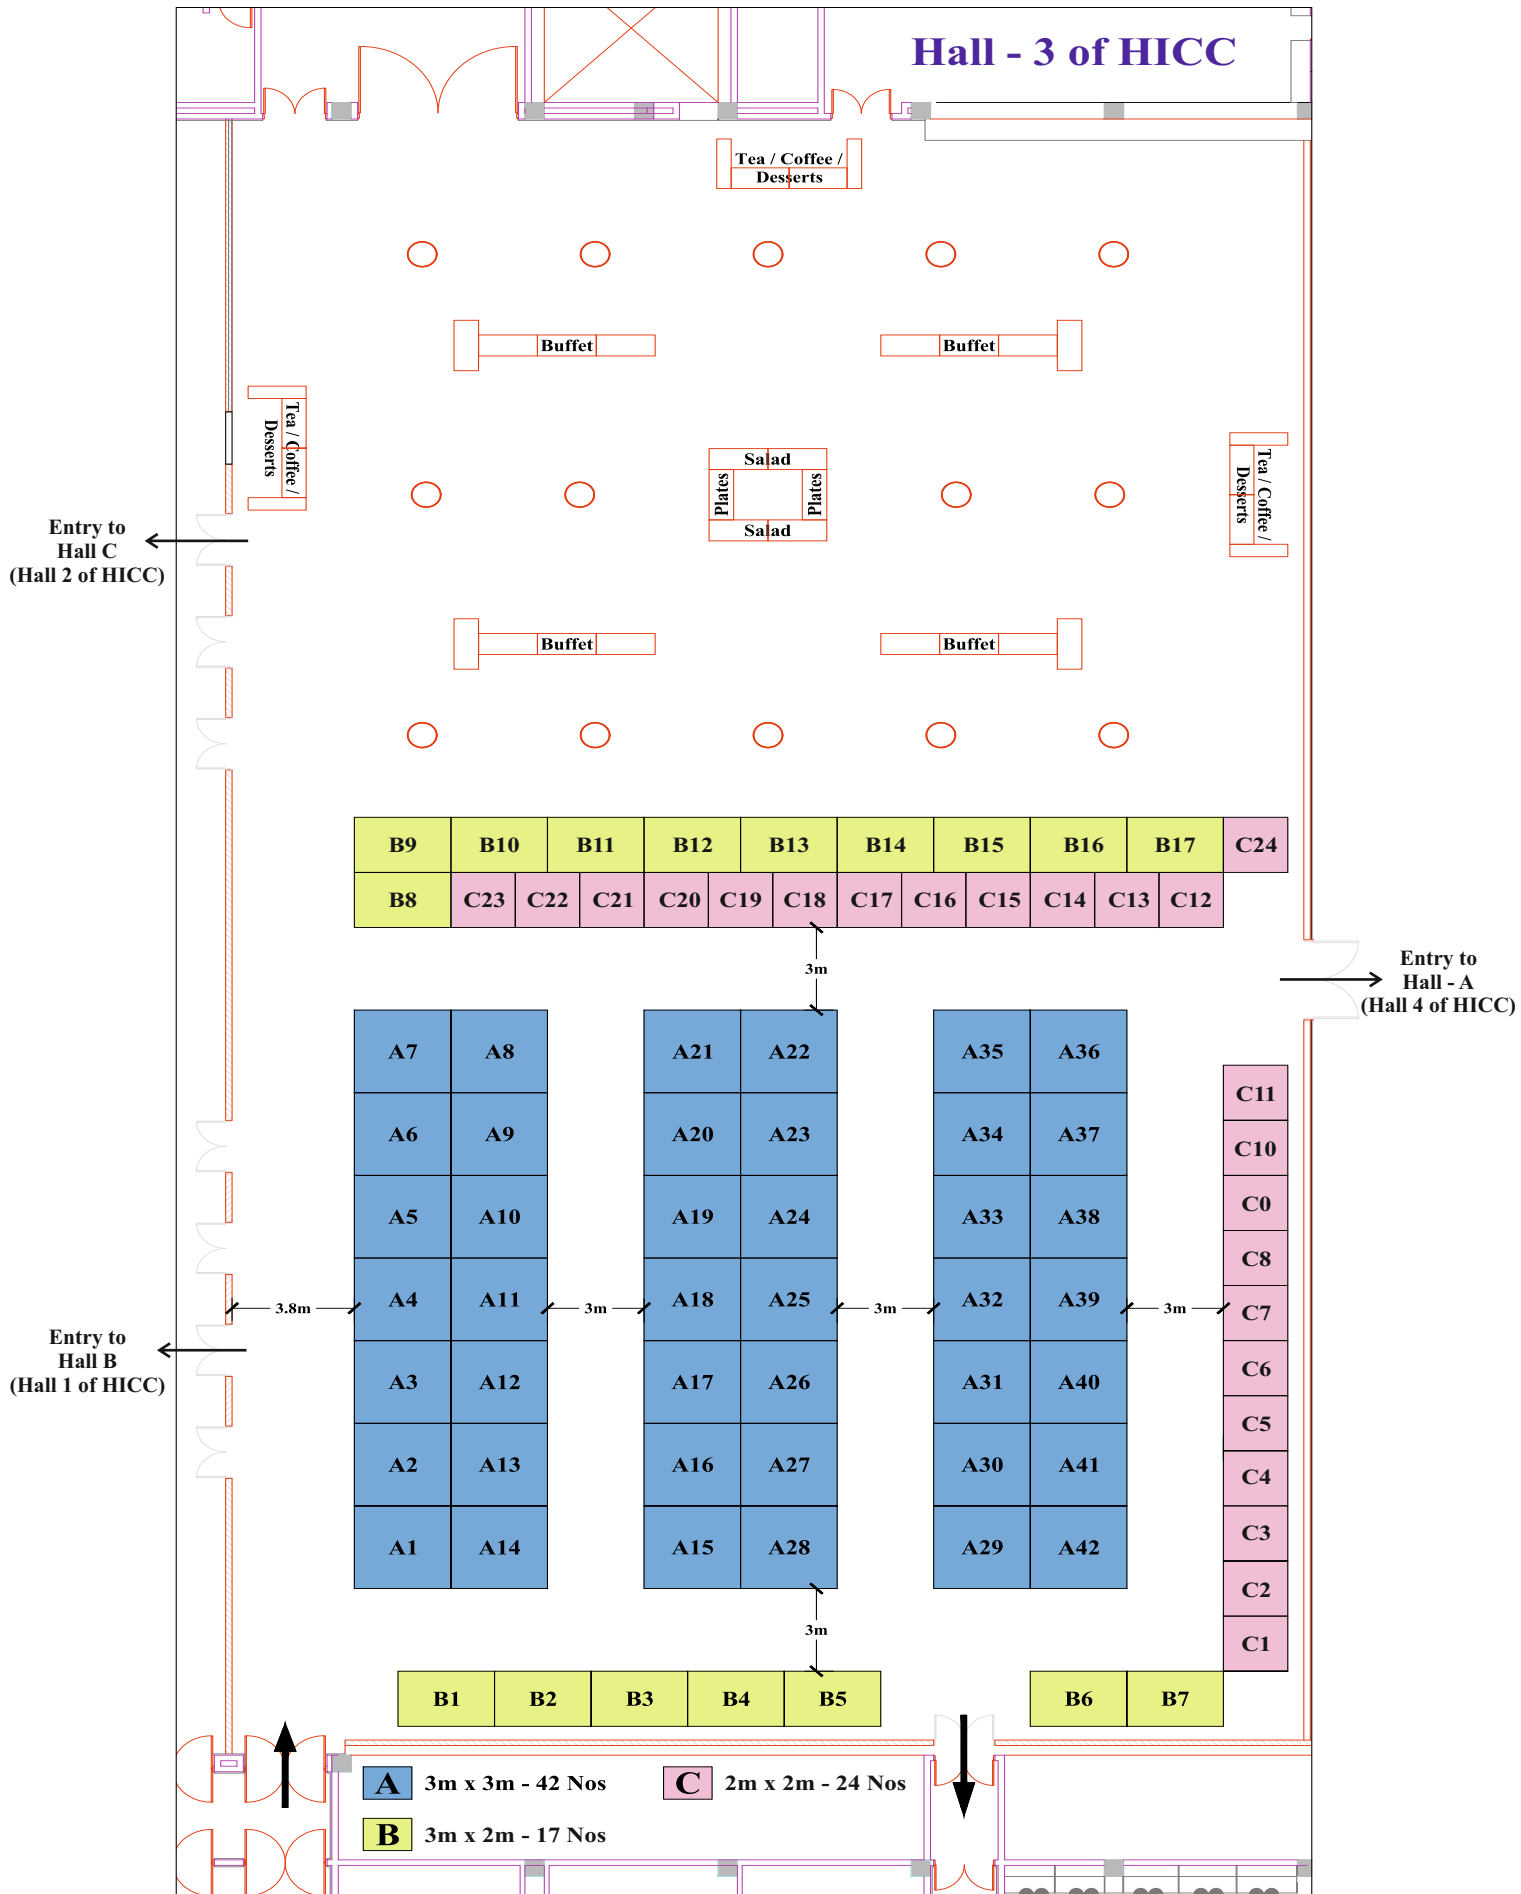 Hall - 3 of HICC
Tea / Coffee /
Desserts
Buffet
Buffet
Tea / Coffee /
Desserts
Salad
Plates
Plates
Salad
Tea / Coffee /
Desserts
Entry to
Hall C
(Hall 2 of HICC)
Buffet
Buffet
B9 B10 B11 B12 B13 B14 B15 B16 B17 C24
B8 C23 C22 C21 C20 C19 C18 C17 C16 C15 C14 C13 C12
3m
Entry to
Hall - A
(Hall 4 of HICC)
A7 A8 A21 A22 A35 A36
C11
A6 A9 A20 A23 A34 A37
C10
A5 A10 A19 A24 A33 A38
C0
C8
A4 A11 A18 A25 A32 A39
C7
3.8m 3m 3m 3m
Entry to
Hall B
(Hall 1 of HICC)
C6
A3 A12 A17 A26 A31 A40
C5
A2 A13 A16 A27 A30 A41
C4
C3
A1 A14 A15 A28 A29 A42
C2
3m
C1
B1 B2 B3 B4 B5 B6 B7
A 3m x 3m - 42 Nos
C 2m x 2m - 24 Nos
B 3m x 2m - 17 Nos